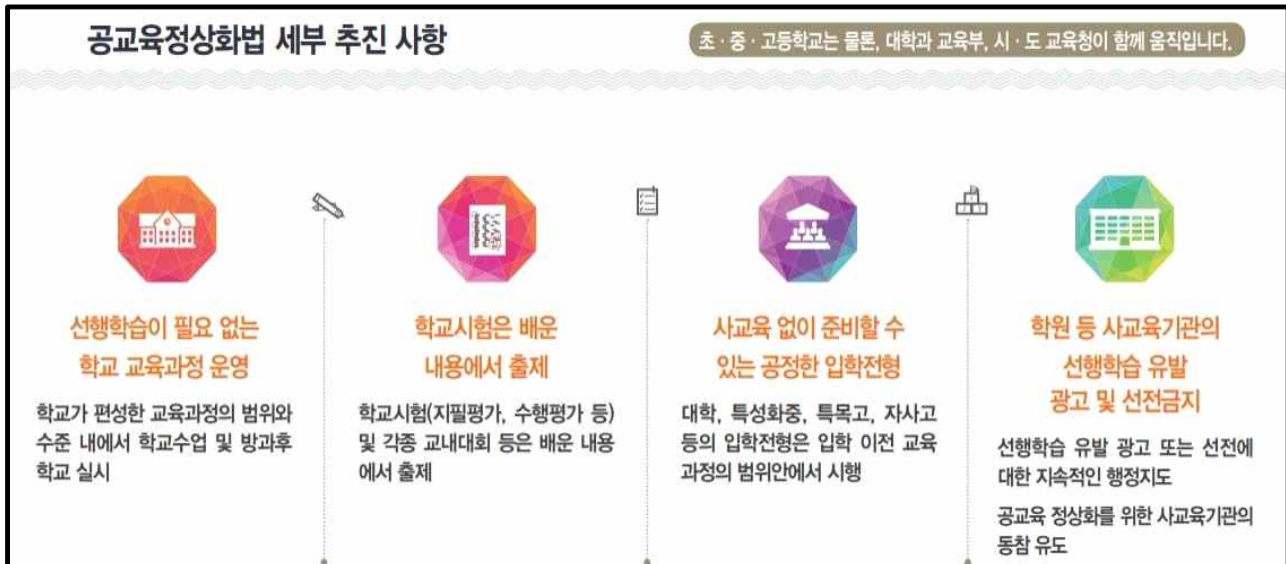 공교육정상화법 세부 추진 사항
초 · 중 · 고등학교는 물론, 대학과 교육부, 시 · 도 교육청이 함께 움직입니다.
선행학습이 필요 없는
학교 교육과정 운영
학교가 편성한 교육과정의 범위와
수준 내에서 학교수업 및 방과후
학교 실시
학교시험은 배운
내용에서 출제
학교시험(지필평가, 수행평가 등)
및 각종 교내대회 등은 배운 내용
에서 출제
사교육 없이 준비할 수
있는 공정한 입학전형
대학, 특성화중, 특목고, 자사고
등의 입학전형은 입학 이전 교육
과정의 범위안에서 시행
학원 등 사교육기관의
선행학습 유발
광고 및 선전금지
선행학습 유발 광고 또는 선전에
대한 지속적인 행정지도
공교육 정상화를 위한 사교육기관의
동참 유도